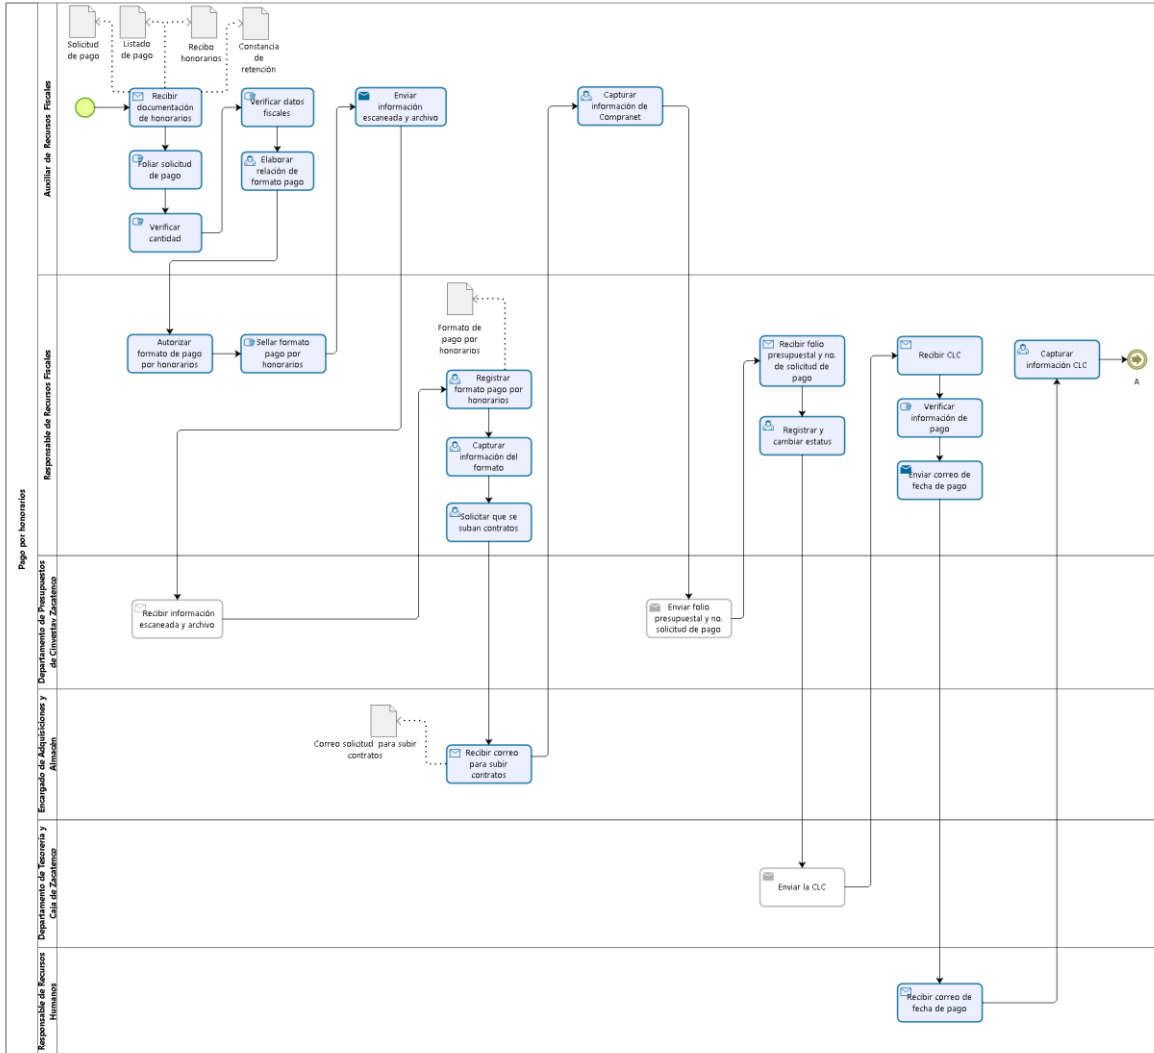 Pago por honorarios
Auxiliar de Recursos Fiscales
Solicitud
de pago
Listado
de pago
Recibo
honorarios
Constancia
de
retención
Recibir
documentación
de honorarios
Verificar datos
fiscales
Enviar
información
escaneada y archivo
Capturar
información de
Compranet
Foliar solicitud
de pago
Elaborar
relación de
formato pago
Verificar
cantidad
Responsable de Recursos Fiscales
Formato de
pago por
honorarios
Autorizar
formato de pago
por honorarios
Sellar formato
pago por
honorarios
Recibir folio
presupuestal y no.
de solicitud de
pago
Recibir CLC
Capturar
información CLC
A
Registrar
formato pago por
honorarios
Verificar
información de
pago
Registrar y
cambiar estatus
Capturar
información del
formato
Enviar correo de
fecha de pago
Solicitar que se
suban contratos
Departamento de Presupuestos
de Cinvestav Zacatenco
Recibir información
escaneada y archivo
Enviar folio
presupuestal y no.
solicitud de pago
Encargado de Adquisiciones y
Almacén
Correo solicitud para subir
contratos
Recibir correo
para subir
contratos
Departamento de Tesorería y
Caja de Zacatenco
Enviar la CLC
Responsable de Recursos
Humanos
Recibir correo de
fecha de pago